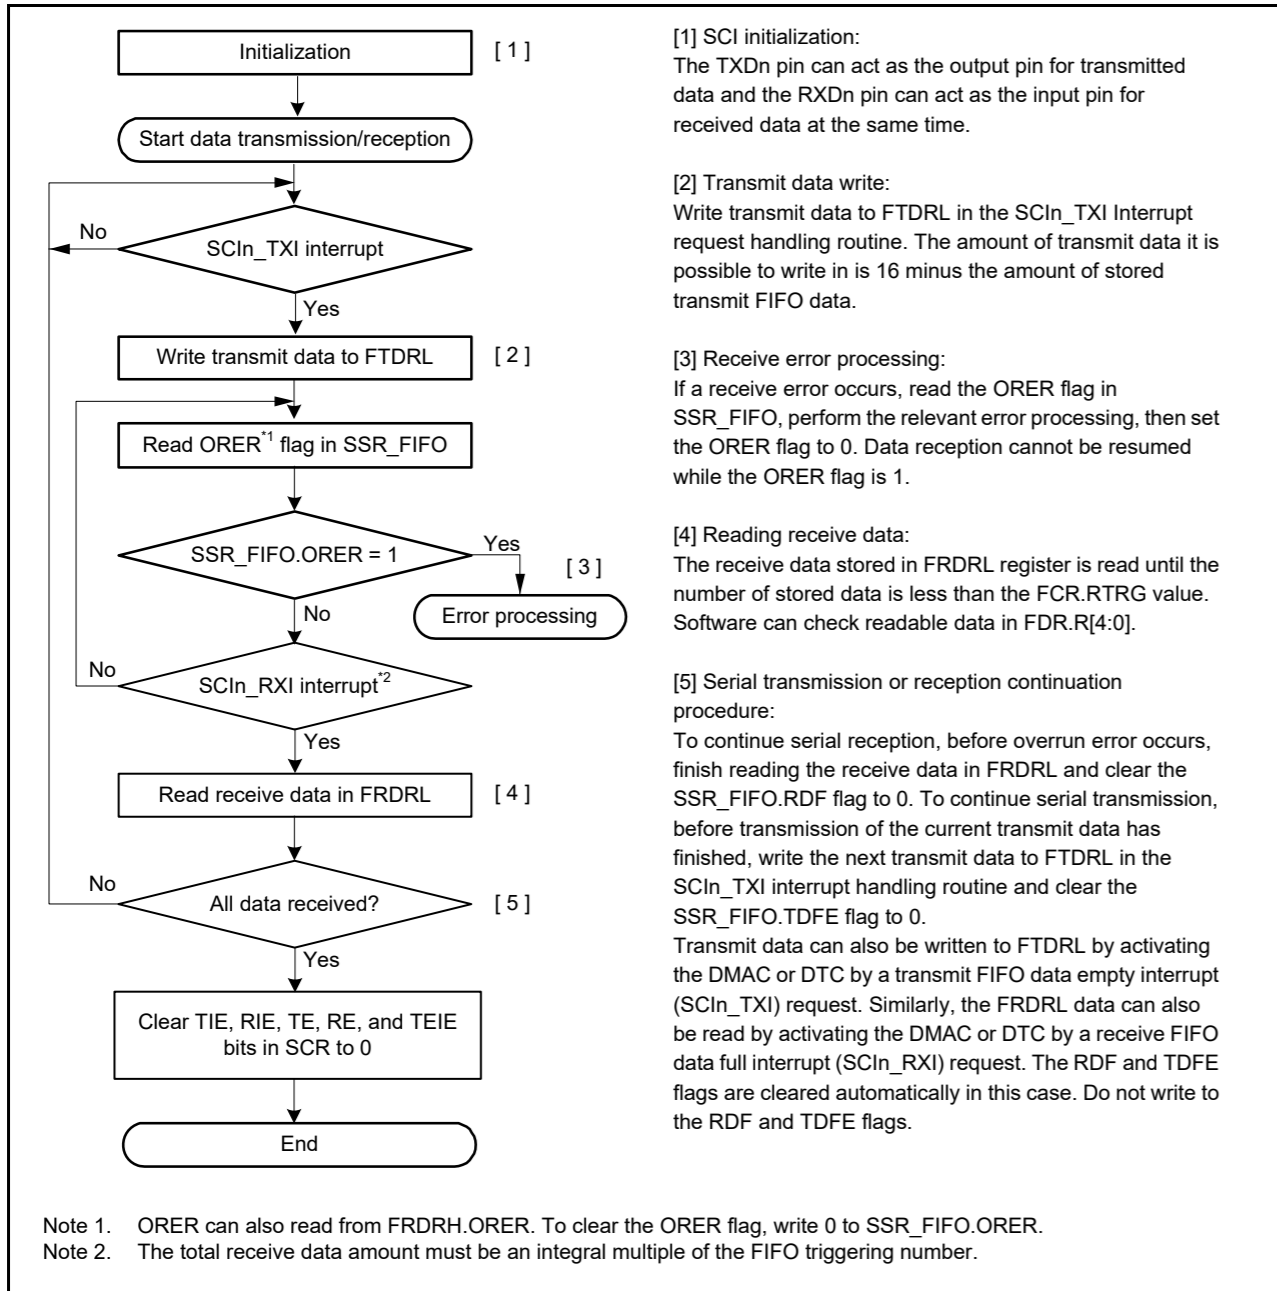 Initialization
[ 1 ]
Start data transmission/reception
No
SCIn_TXI interrupt
Yes
Write transmit data to FTDRL
[ 2 ]
Read ORER*1 flag in SSR_FIFO
SSR_FIFO.ORER = 1
Yes
[ 3 ]
Error processing
No
No
SCIn_RXI interrupt*2
Yes
Read receive data in FRDRL
[ 4 ]
No
All data received?
[ 5 ]
Yes
Clear TIE, RIE, TE, RE, and TEIE
bits in SCR to 0
End
[1] SCI initialization:
The TXDn pin can act as the output pin for transmitted
data and the RXDn pin can act as the input pin for
received data at the same time.
[2] Transmit data write:
Write transmit data to FTDRL in the SCIn_TXI Interrupt
request handling routine. The amount of transmit data it is
possible to write in is 16 minus the amount of stored
transmit FIFO data.
[3] Receive error processing:
If a receive error occurs, read the ORER flag in
SSR_FIFO, perform the relevant error processing, then set
the ORER flag to 0. Data reception cannot be resumed
while the ORER flag is 1.
[4] Reading receive data:
The receive data stored in FRDRL register is read until the
number of stored data is less than the FCR.RTRG value.
Software can check readable data in FDR.R[4:0].
[5] Serial transmission or reception continuation
procedure:
To continue serial reception, before overrun error occurs,
finish reading the receive data in FRDRL and clear the
SSR_FIFO.RDF flag to 0. To continue serial transmission,
before transmission of the current transmit data has
finished, write the next transmit data to FTDRL in the
SCIn_TXI interrupt handling routine and clear the
SSR_FIFO.TDFE flag to 0.
Transmit data can also be written to FTDRL by activating
the DMAC or DTC by a transmit FIFO data empty interrupt
(SCIn_TXI) request. Similarly, the FRDRL data can also
be read by activating the DMAC or DTC by a receive FIFO
data full interrupt (SCIn_RXI) request. The RDF and TDFE
flags are cleared automatically in this case. Do not write to
the RDF and TDFE flags.
Note 1. ORER can also read from FRDRH.ORER. To clear the ORER flag, write 0 to SSR_FIFO.ORER.
Note 2. The total receive data amount must be an integral multiple of the FIFO triggering number.